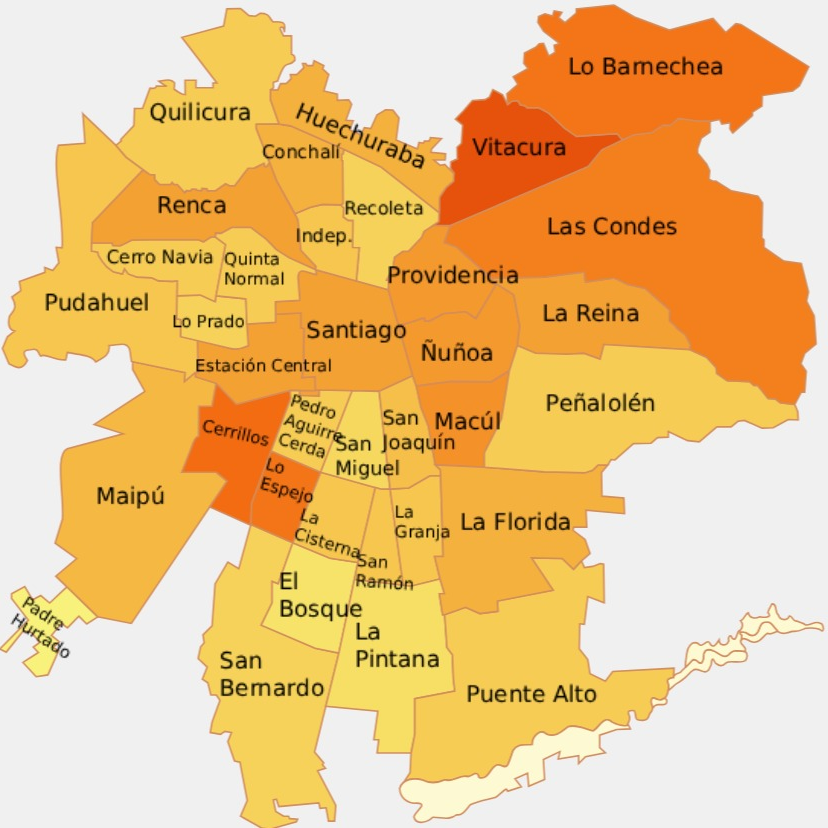 Lo Barnechea
Quilicura
Huechuraba
Vitacura
Conchalí
Renca
Recoleta
Indep.
Las Condes
Cerro Navia
Quinta
Normal
Providencia
Pudahuel
Lo Prado
Santiago
La Reina
Ñuñoa
Estación Central
Peñalolén
Pedro
Aguirre
Cerda
San
Joaquín
Macúl
Cerrillos
San
Miguel
Lo
Espejo
Maipú
La
Cisterna
La
Granja
La Florida
San
Ramón
El
Bosque
Padre
Hurtado
La
Pintana
San
Bernardo
Puente Alto